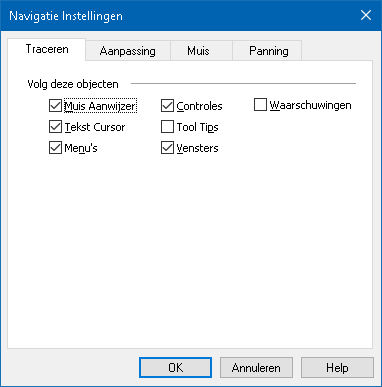 Navigatie Instellingen
Traceren Aanpassing Muis Panning
Volg deze objecten
Muis Aanwijzer Controles Waarschuwingen
Tekst Cursor Tool Tips
Menu's Vensters
OK Annuleren Help